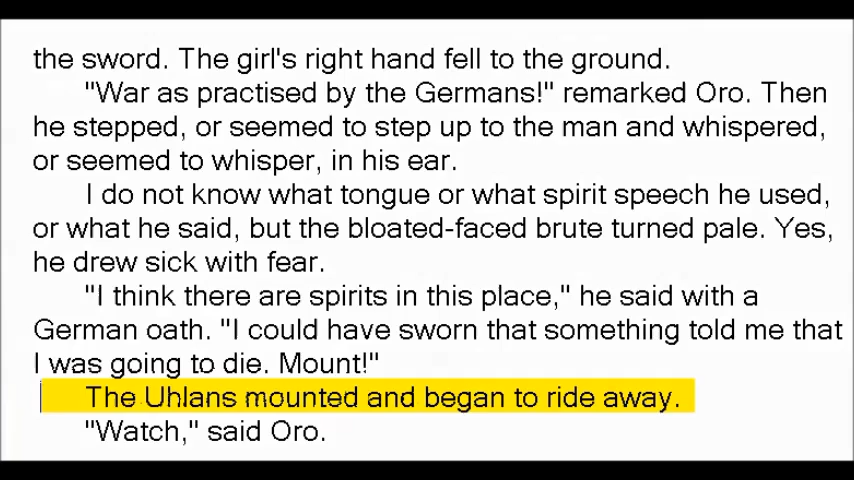 the sword. The girl's right hand fell to the ground.
"War as practised by the Germans!" remarked Oro. Then
he stepped, or seemed to step up to the man and whispered,
or seemed to whisper, in his ear.
I do not know what tongue or what spirit speech he used,
or what he said, but the bloated-faced brute turned pale. Yes,
he drew sick with fear.
"I think there are spirits in this place," he said with a
German oath. "I could have sworn that something told me that
I was going to die. Mount!"
The Uhlans mounted and began to ride away.
"Watch," said Oro.